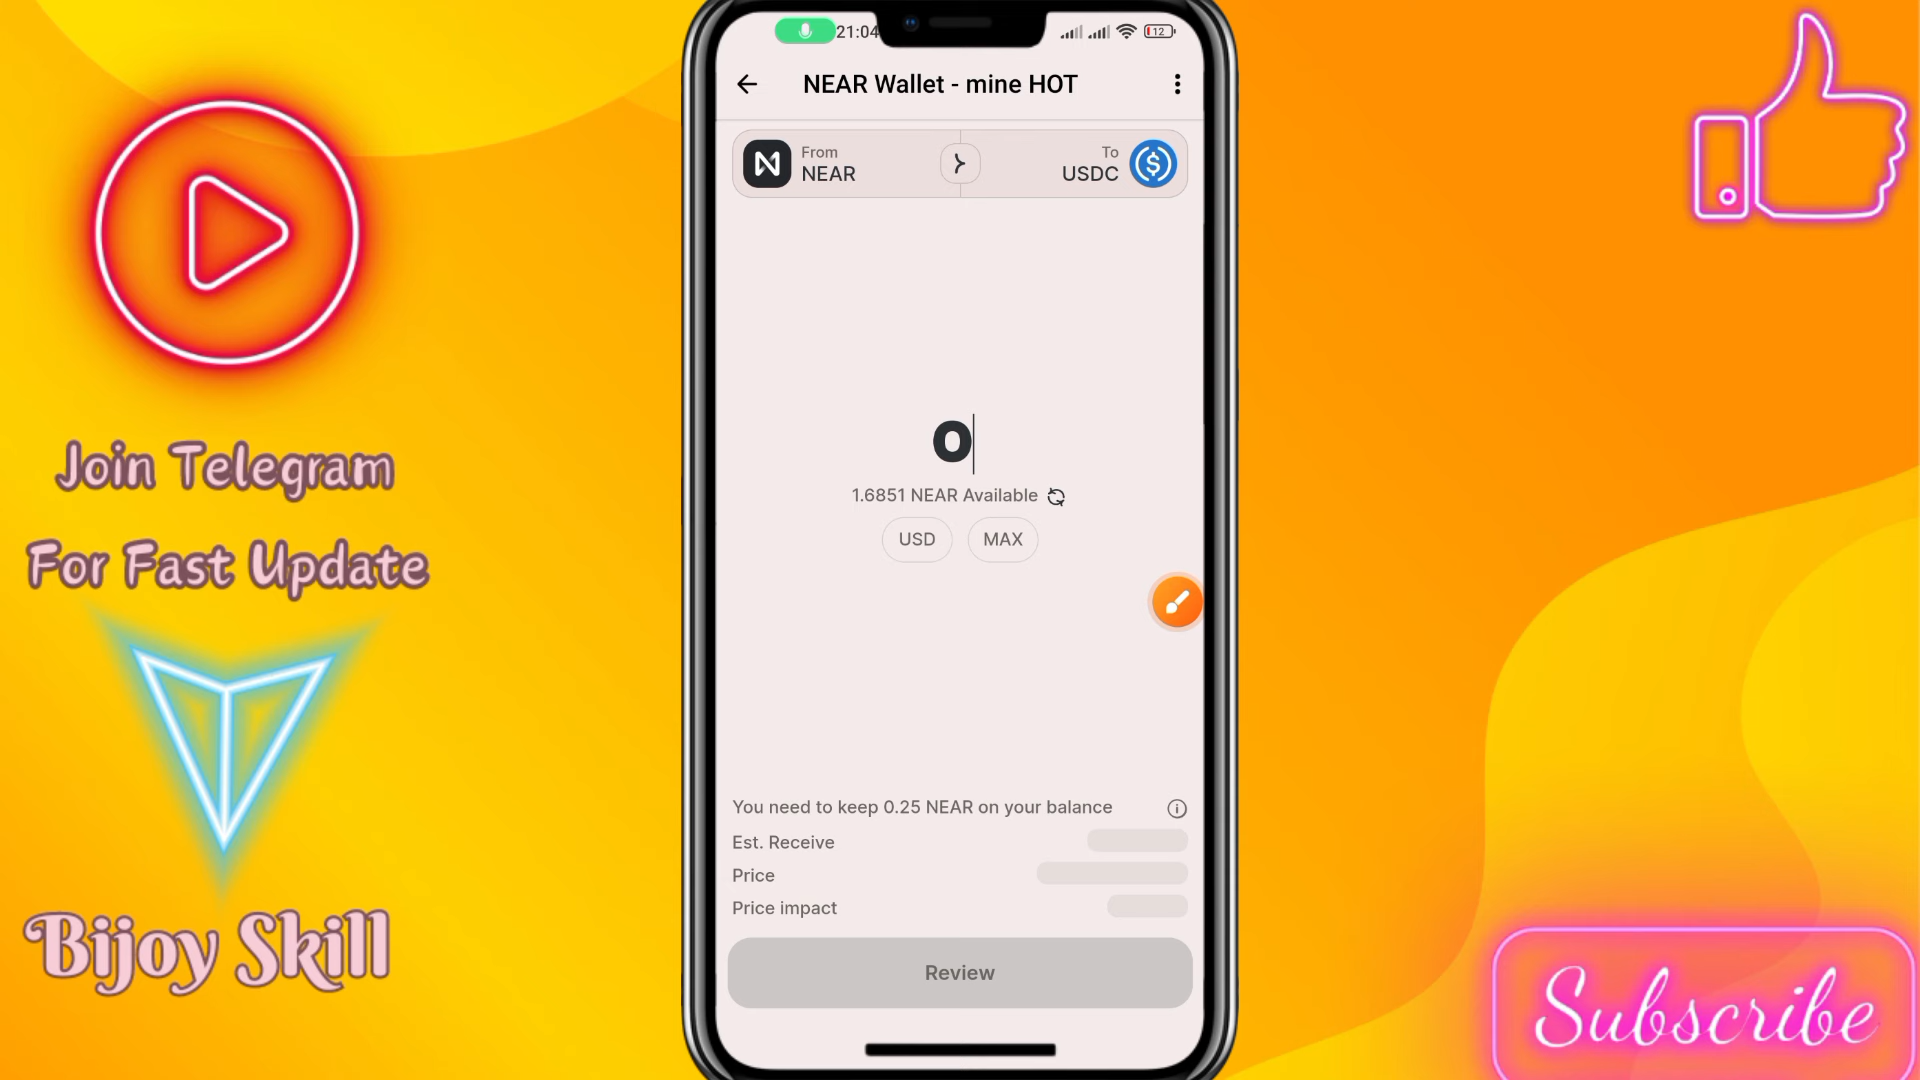 21:04
12
NEAR Wallet - mine HOT
From
NEAR
To
USDC
0
1.6851 NEAR Available
USD
MAX
You need to keep 0.25 NEAR on your balance
Est. Receive
Price
Price impact
Review
Join Telegram
For Fast Update
Bijoy Skill
Subscribe